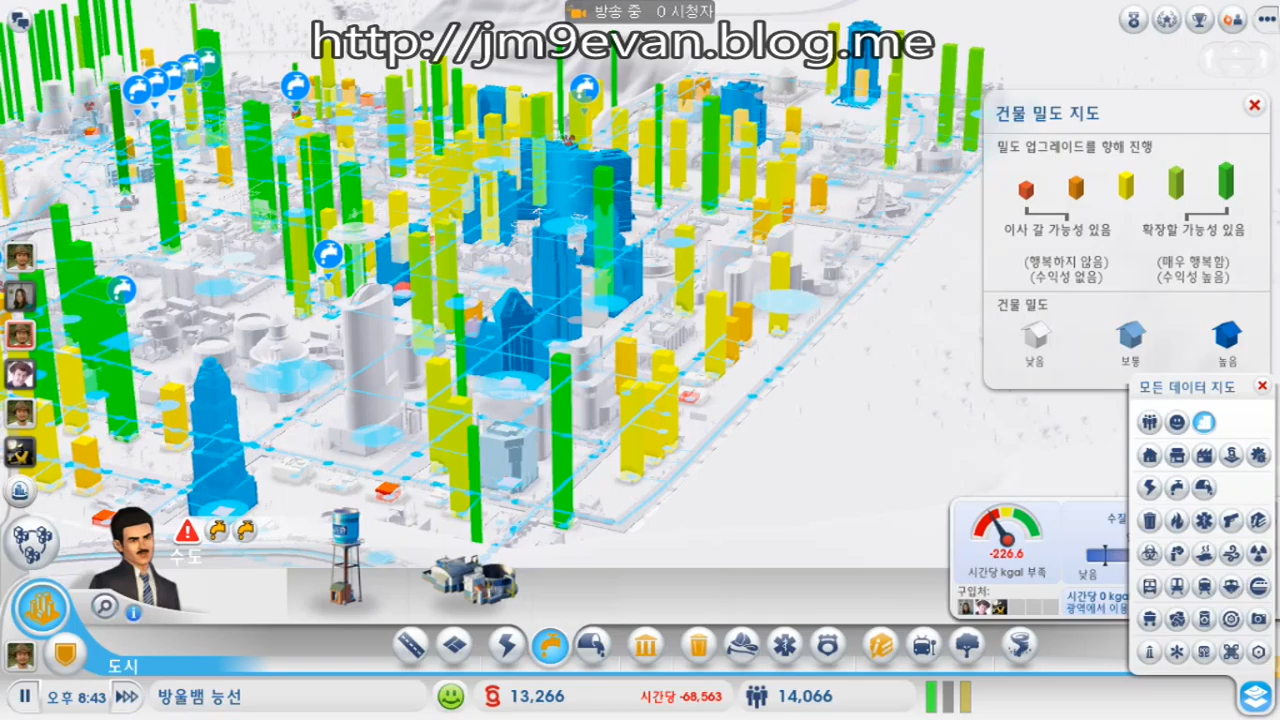 방송 중 0 시청자
http://jm9evan.blog.me
건물 밀도 지도
밀도 업그레이드를 향해 진행
이사 갈 가능성 있음
확장할 가능성 있음
(행복하지 않음)
(수익성 없음)
(매우 행복함)
(수익성 높음)
건물 밀도
낮음
보통
높음
모든 데이터 지도
수질
-226.6
시간당 kgal 부족
낮음
구입처:
시간당 0 kga
광역에서 이용
수도
도시
오후 8:43
방울뱀 능선
13,266
시간당 -68,563
14,066